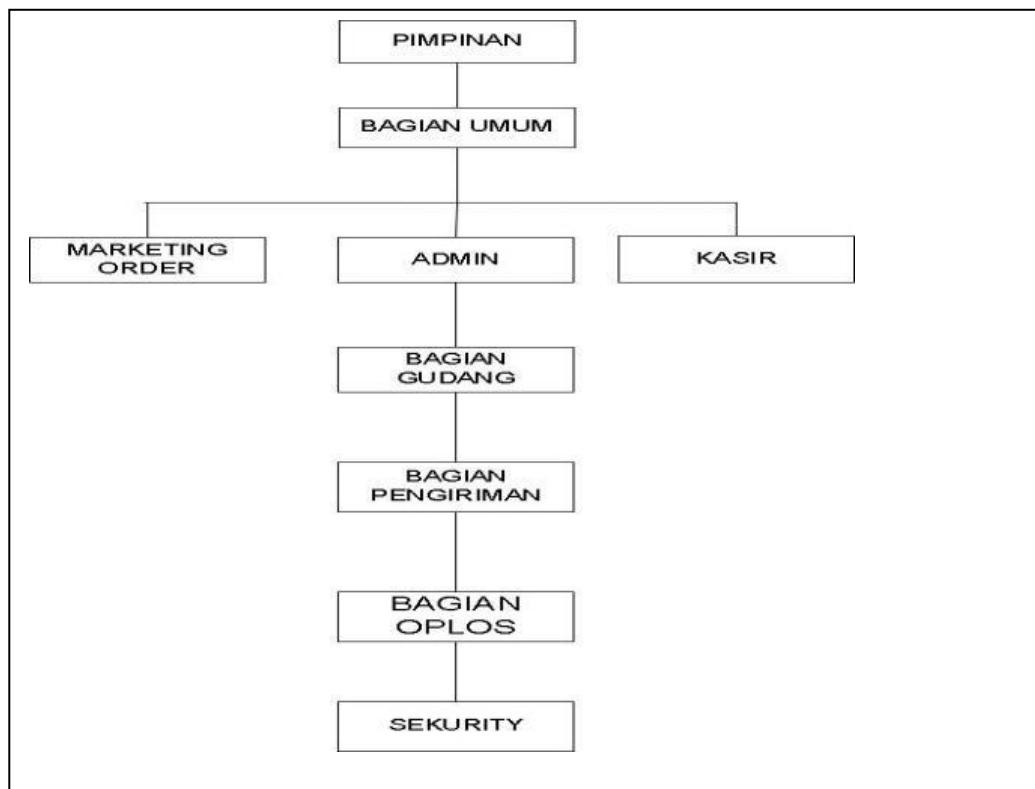 PIMPINAN
BAGIAN UMUM
MARKETING
ORDER
ADMIN
KASIR
BAGIAN
GUDANG
BAGIAN
PENGIRIMAN
BAGIAN
OPLOS
SEKURITY